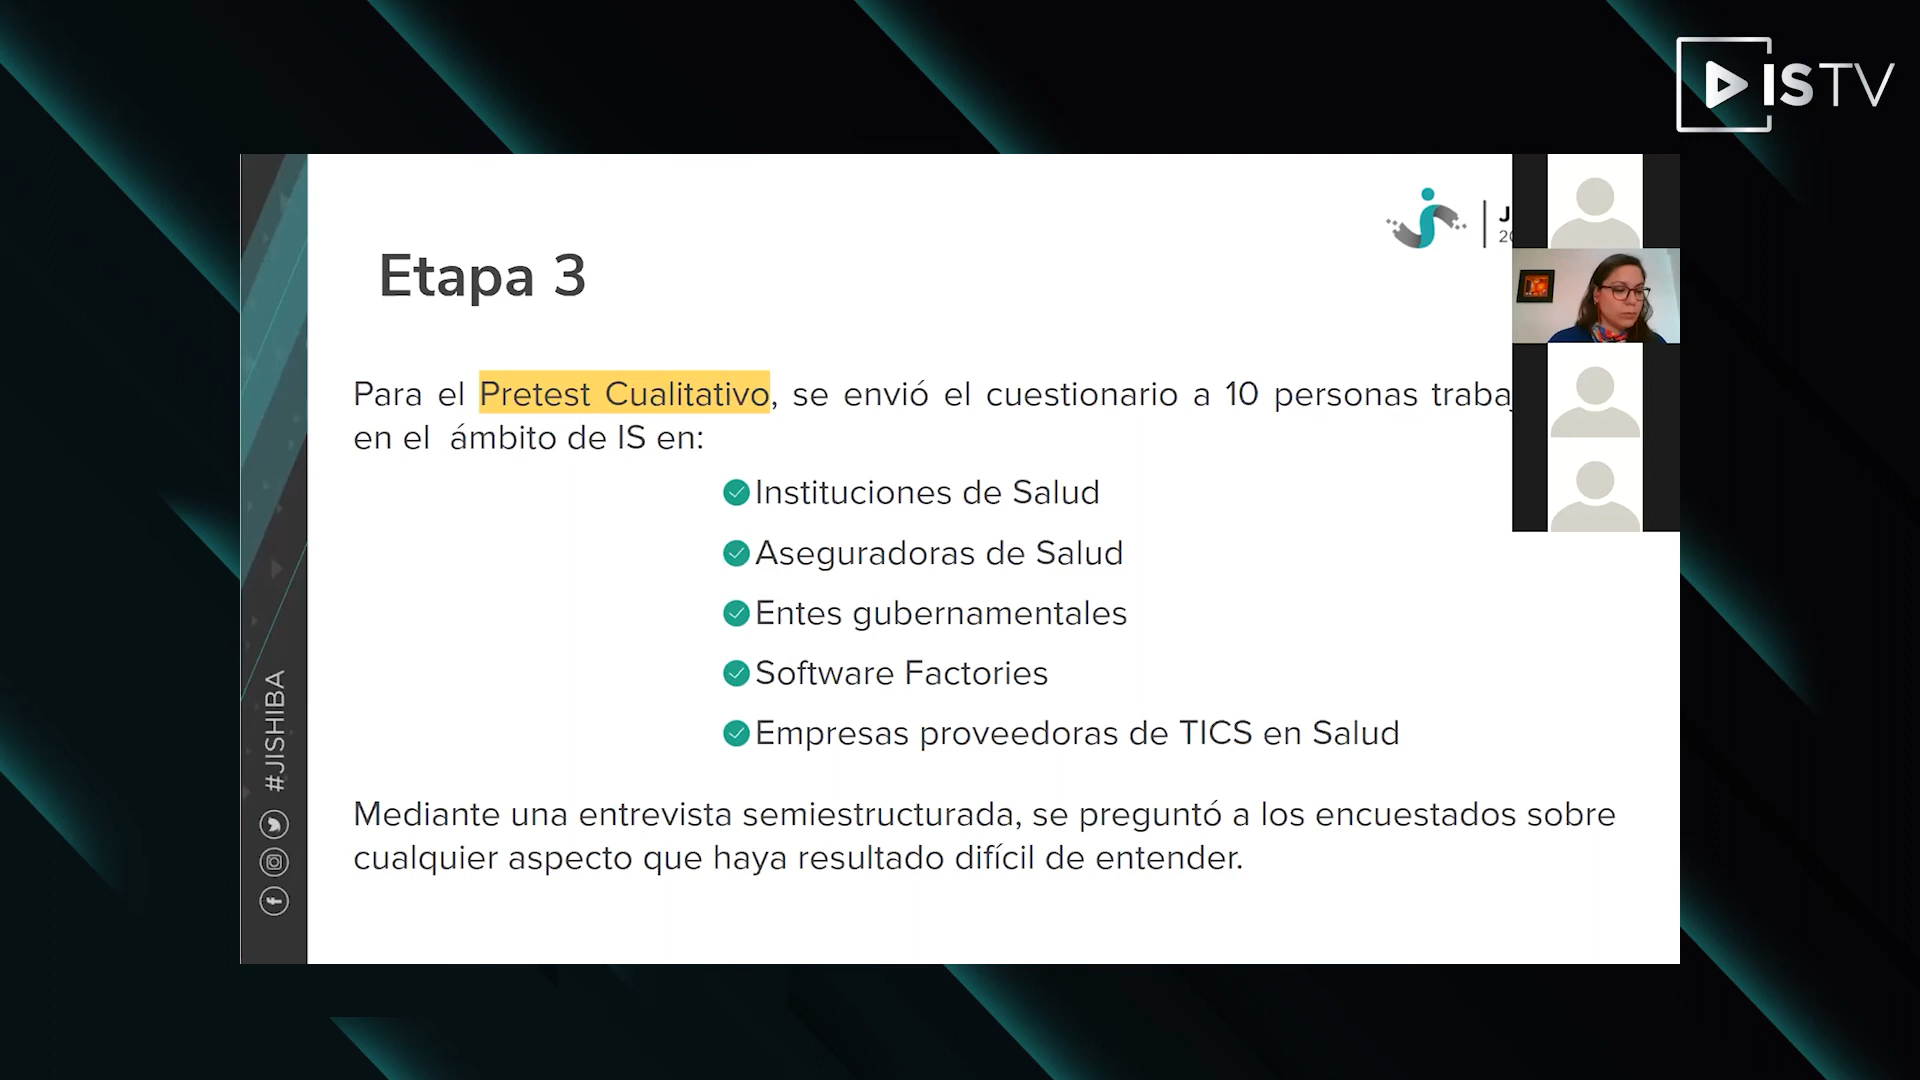 ISTV
Etapa 3
Para el Pretest Cualitativo, se envió el cuestionario a 10 personas
en el ámbito de IS en:
Instituciones de Salud
Aseguradoras de Salud
Entes gubernamentales
Software Factories
Empresas proveedoras de TICS en Salud
Mediante una entrevista semiestructurada, se preguntó a los encuestados sobre
cualquier aspecto que haya resultado difícil de entender.
#JISHIBA